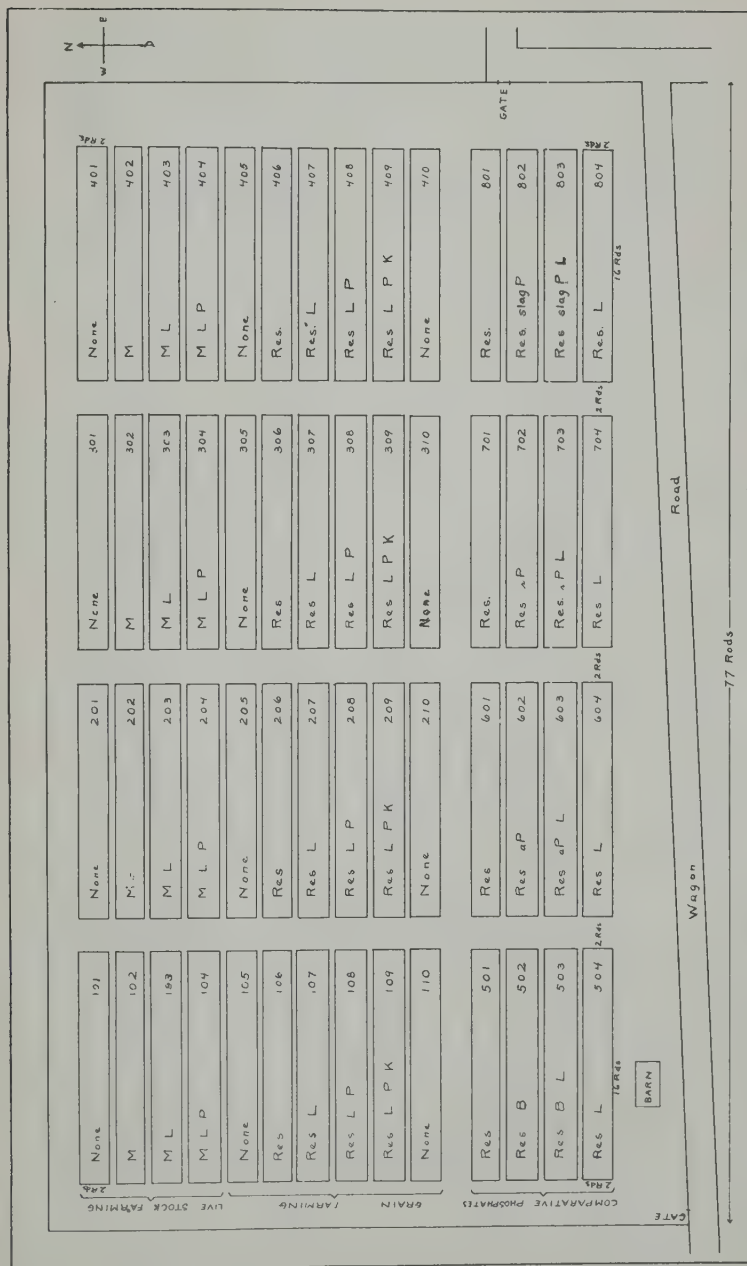 N
W E
S
2 Rds
None 101
None 201
None 301
None 401
2 Rds
LIVE STOCK FARMING
M 102
M 202
M 302
M 402
M L 103
M L 203
M L 303
M L 403
M L P 104
M L P 204
M L P 304
M L P 404
GRAIN FARMING
None 105
None 205
None 305
None 405
Res 106
Res 206
Res 306
Res. 406
Res L 107
Res L 207
Res L 307
Res. L 407
Res L P 108
Res L P 208
Res L P 308
Res L P 408
Res L P K 109
Res L P K 209
Res L P K 309
Res L P K 409
None 110
None 210
None 310
None 410
GATE
COMPARATIVE PHOSPHATES
Res 501
Res 601
Res. 701
Res. 801
Res B 502
Res aP 602
Res rP 702
Res slag P 802
Res B L 503
Res aP L 603
Res. rP L 703
Res slag P L 803
2 Rds
Res L 504
Res L 604
Res L 704
Res. L 804
2 Rds
16 Rds
2 Rds
2 Rds
2 Rds
16 Rds
BARN
GATE
Wagon Road
77 Rods